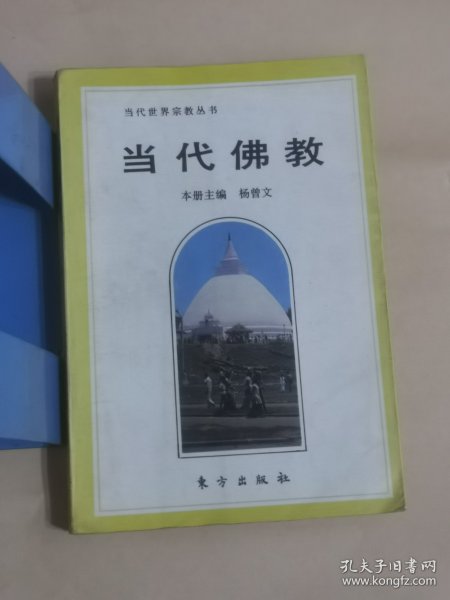 当代世界宗教丛书
当代佛教
本册主编 杨曾文
东方出版社
孔夫子旧书网
www.kongfz.com